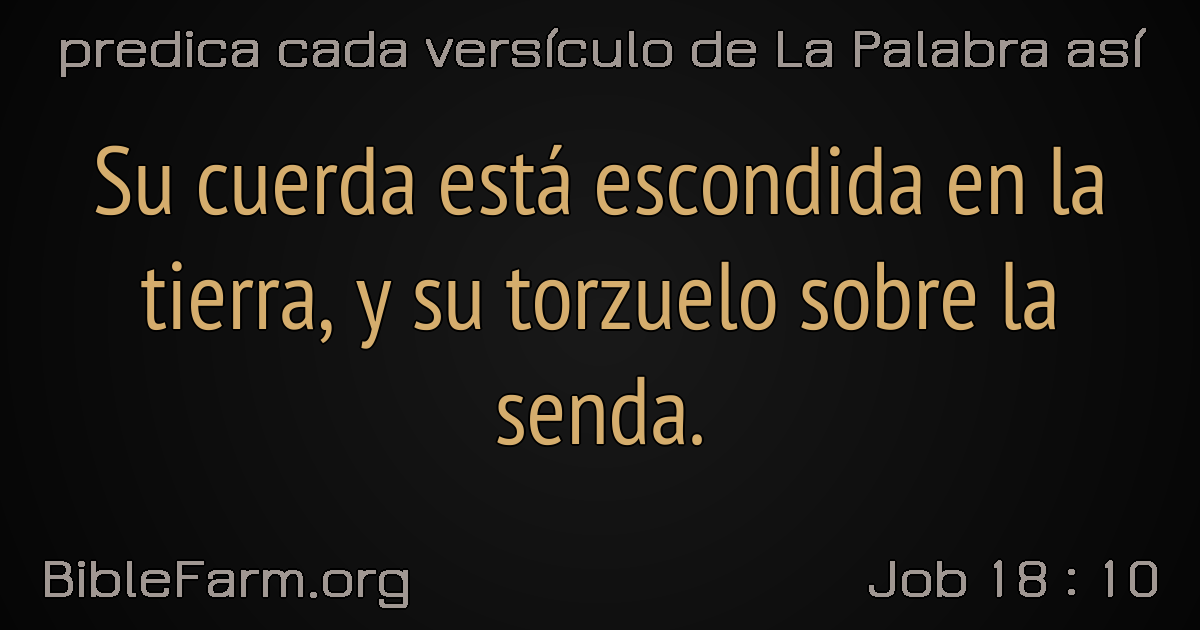 predica cada versículo de La Palabra así
Su cuerda está escondida en la
tierra, y su torzuelo sobre la
senda.
BibleFarm.org
Job 18 : 10